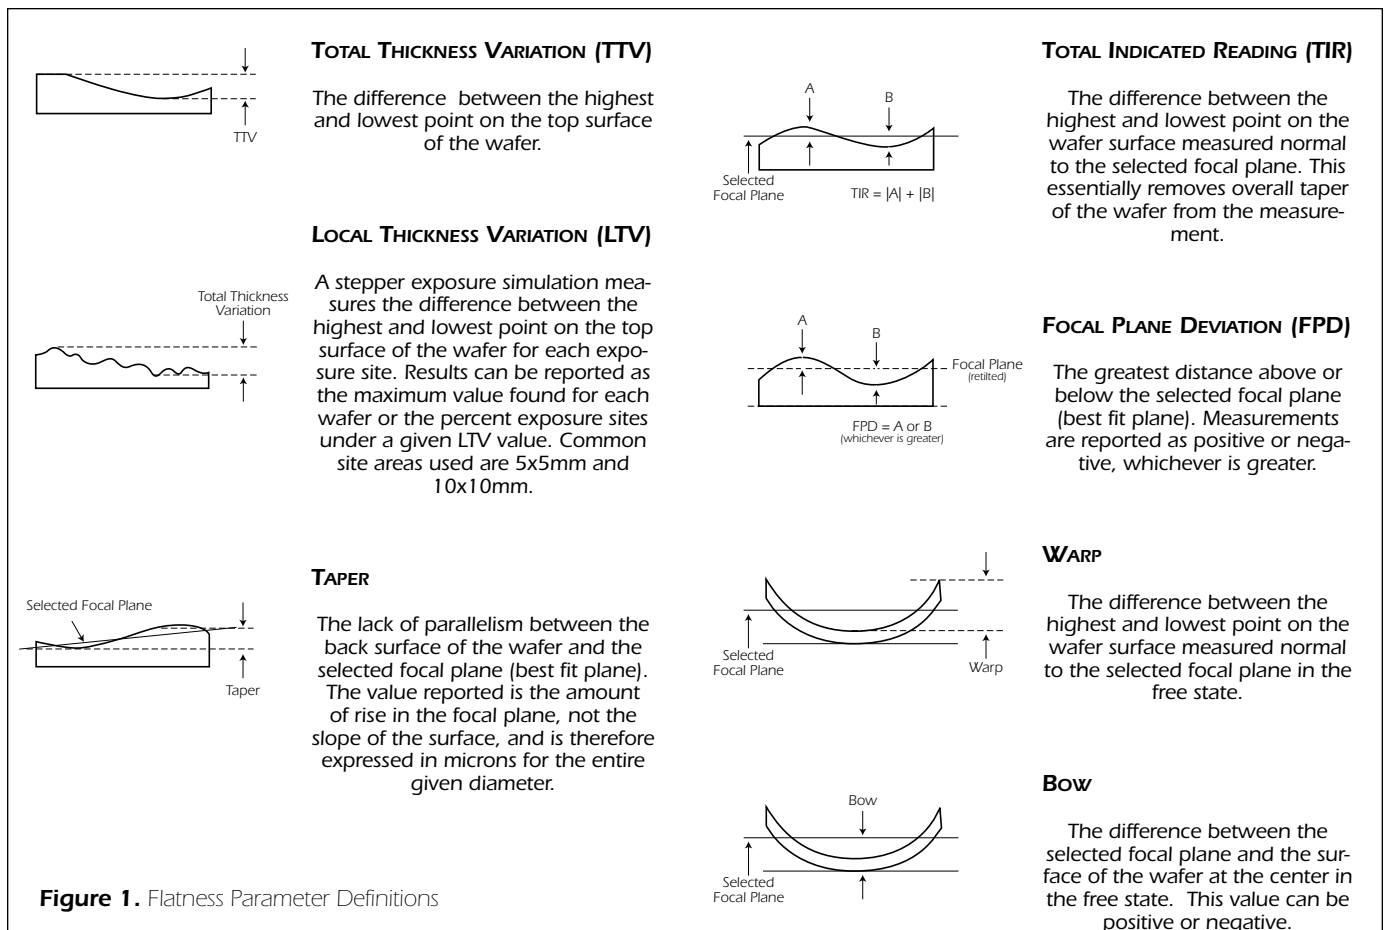 TOTAL THICKNESS VARIATION (TTV)
The difference between the highest
and lowest point on the top surface
of the wafer.
TTV
LOCAL THICKNESS VARIATION (LTV)
A stepper exposure simulation mea-
sures the difference between the
highest and lowest point on the top
surface of the wafer for each expo-
sure site. Results can be reported as
the maximum value found for each
wafer or the percent exposure sites
under a given LTV value. Common
site areas used are 5x5mm and
10x10mm.
Total Thickness
Variation
TAPER
The lack of parallelism between the
back surface of the wafer and the
selected focal plane (best fit plane).
The value reported is the amount
of rise in the focal plane, not the
slope of the surface, and is therefore
expressed in microns for the entire
given diameter.
Selected Focal Plane
Taper
Figure 1. Flatness Parameter Definitions
TOTAL INDICATED READING (TIR)
The difference between the
highest and lowest point on the
wafer surface measured normal
to the selected focal plane. This
essentially removes overall taper
of the wafer from the measure-
ment.
A
B
Selected
Focal Plane
TIR = |A| + |B|
FOCAL PLANE DEVIATION (FPD)
The greatest distance above or
below the selected focal plane
(best fit plane). Measurements
are reported as positive or nega-
tive, whichever is greater.
A
B
Focal Plane
(retilted)
FPD = A or B
(whichever is greater)
WARP
The difference between the
highest and lowest point on the
wafer surface measured normal
to the selected focal plane in the
free state.
Selected
Focal Plane
Warp
BOW
The difference between the
selected focal plane and the sur-
face of the wafer at the center in
the free state. This value can be
positive or negative.
Bow
Selected
Focal Plane